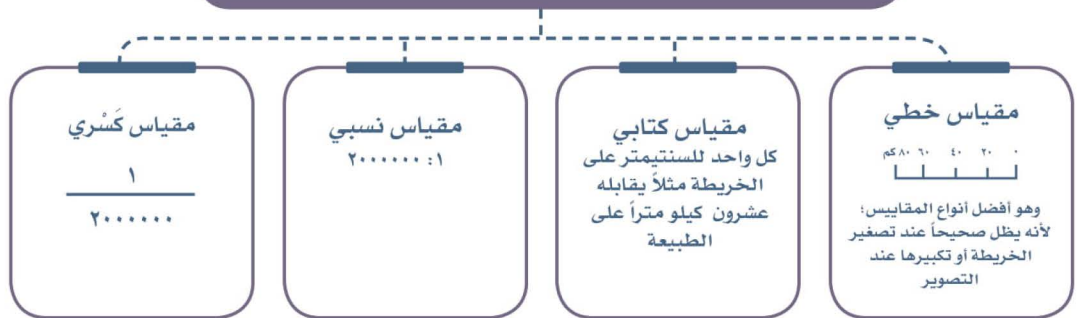 مقياس خطي
٠ ٢٠ ٤٠ ٦٠ ٨٠ كم
وهو أفضل أنواع المقاييس؛
لأنه يظل صحيحاً عند تصغير
الخريطة أو تكبيرها عند
التصوير
مقياس كتابي
كل واحد للسنتيمتر على
الخريطة مثلاً يقابله
عشرون كيلو متراً على
الطبيعة
مقياس نسبي
١: ٢٠٠٠٠٠٠
مقياس كَسْري
١
٢٠٠٠٠٠٠